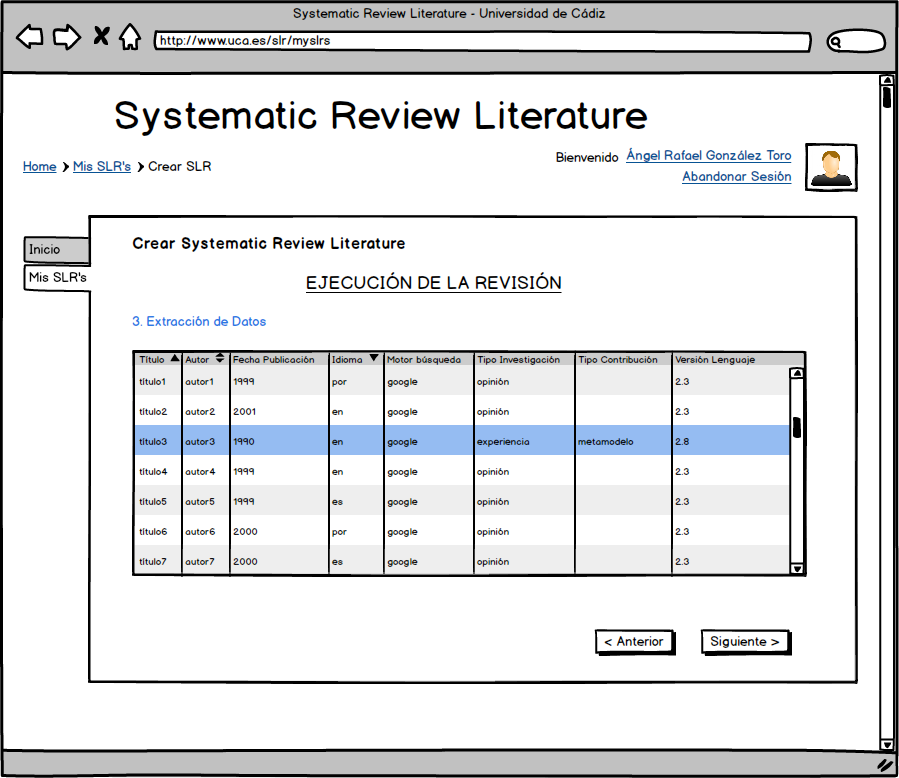 Systematic Review Literature - Universidad de Cádiz
http://www.uca.es/slr/myslrs
Systematic Review Literature
Home Mis SLR's Crear SLR
Bienvenido Ángel Rafael González Toro
Abandonar Sesión
Inicio
Mis SLR's
Crear Systematic Review Literature
EJECUCIÓN DE LA REVISIÓN
3. Extracción de Datos
Título Autor Fecha Publicación Idioma Motor búsqueda Tipo Investigación Tipo Contribución Versión Lenguaje
título1 autor1 1999 por google opinión 2.3
título2 autor2 2001 en google opinión 2.3
título3 autor3 1990 en google experiencia metamodelo 2.8
título4 autor4 1999 en google opinión 2.3
título5 autor5 1999 es google opinión 2.3
título6 autor6 2000 por google opinión 2.3
título7 autor7 2000 es google opinión 2.3
< Anterior Siguiente >